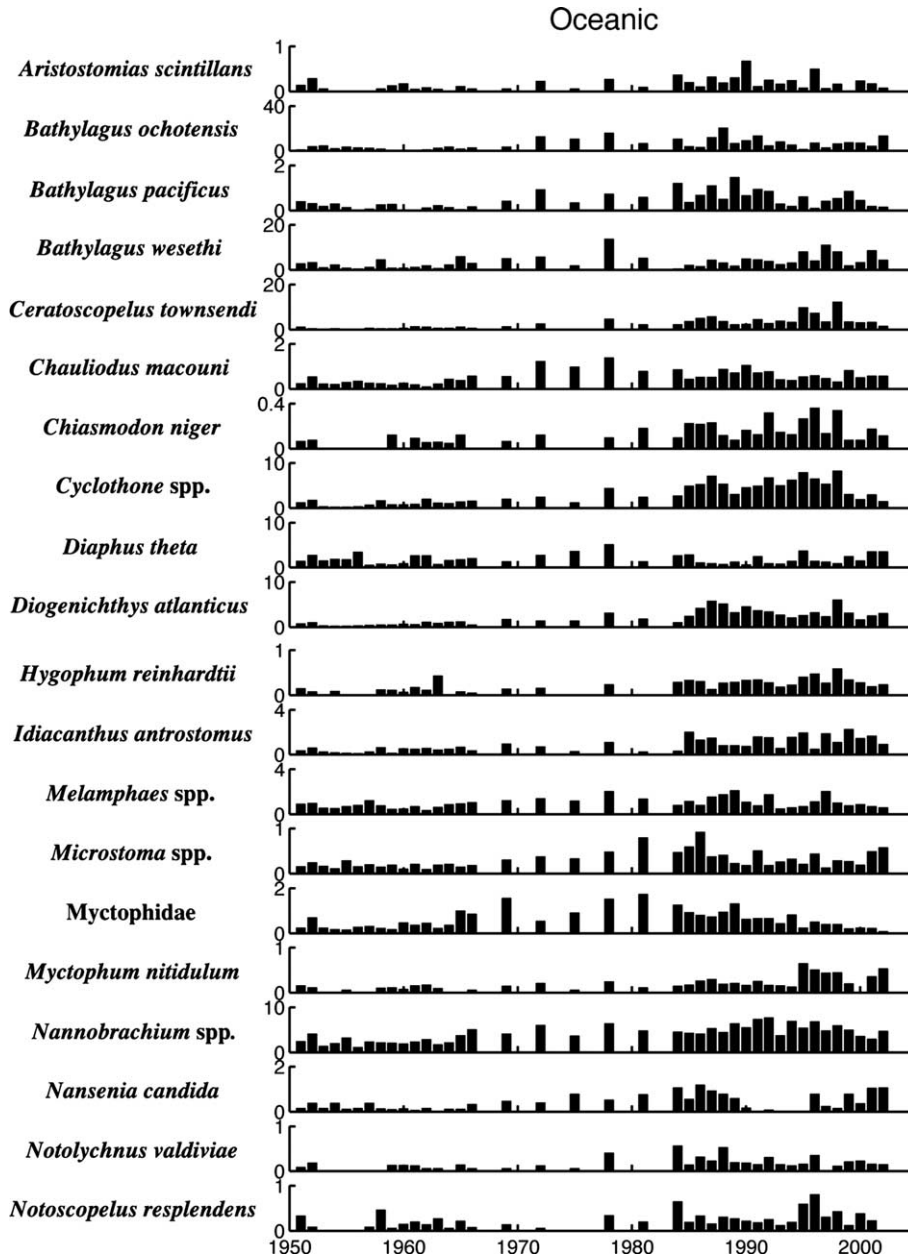 Oceanic
Aristostomias scintillans
1
0
Bathylagus ochotensis
40
0
Bathylagus pacificus
2
0
Bathylagus wesethi
20
0
Ceratoscopelus townsendi
20
0
Chauliodus macouni
2
0
Chiasmodon niger
0.4
0
Cyclothone spp.
10
0
Diaphus theta
10
0
Diogenichthys atlanticus
10
0
Hygophum reinhardtii
1
0
Idiacanthus antrostomus
4
0
Melamphaes spp.
4
0
Microstoma spp.
1
0
Myctophidae
2
0
Myctophum nitidulum
1
0
Nannobrachium spp.
10
0
Nansenia candida
2
0
Notolychnus valdiviae
1
0
Notoscopelus resplendens
1
0
1950 1960 1970 1980 1990 2000